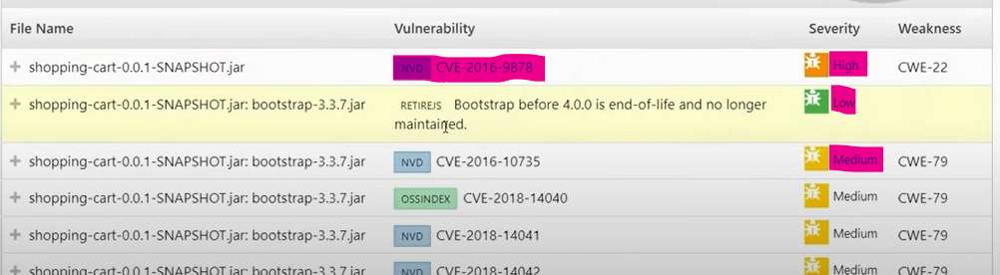 File Name Vulnerability Severity Weakness
shopping-cart-0.0.1-SNAPSHOT.jar NVD CVE-2016-9878 High CWE-22
shopping-cart-0.0.1-SNAPSHOT.jar: bootstrap-3.3.7.jar RETIREJS Bootstrap before 4.0.0 is end-of-life and no longer Low
maintained.
shopping-cart-0.0.1-SNAPSHOT.jar: bootstrap-3.3.7.jar NVD CVE-2016-10735 Medium CWE-79
shopping-cart-0.0.1-SNAPSHOT.jar: bootstrap-3.3.7.jar OSSINDEX CVE-2018-14040 Medium CWE-79
shopping-cart-0.0.1-SNAPSHOT.jar: bootstrap-3.3.7.jar NVD CVE-2018-14041 Medium CWE-79
shopping-cart-0.0.1-SNAPSHOT.jar: bootstrap-3.3.7.jar NVD CVE-2018-14042 Medium CWE-79